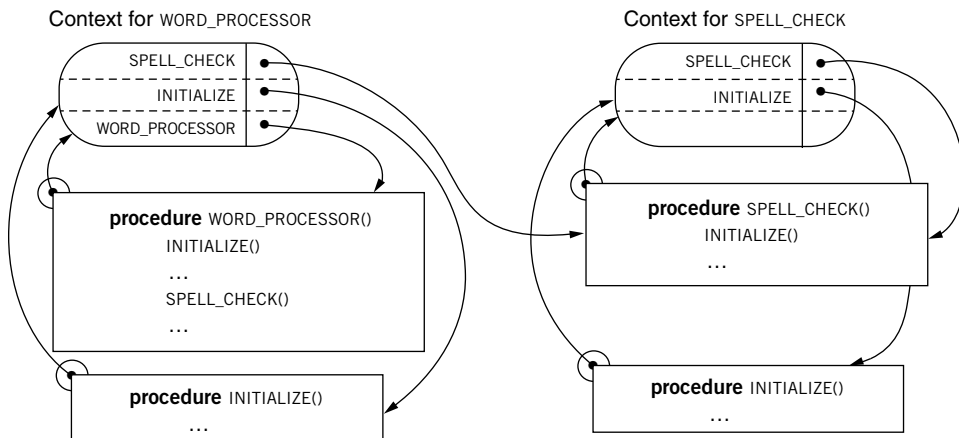 Context for WORD_PROCESSOR
SPELL_CHECK
INITIALIZE
WORD_PROCESSOR
procedure WORD_PROCESSOR()
INITIALIZE()
...
SPELL_CHECK()
...
procedure INITIALIZE()
...
Context for SPELL_CHECK
SPELL_CHECK
INITIALIZE
procedure SPELL_CHECK()
INITIALIZE()
...
procedure INITIALIZE()
...